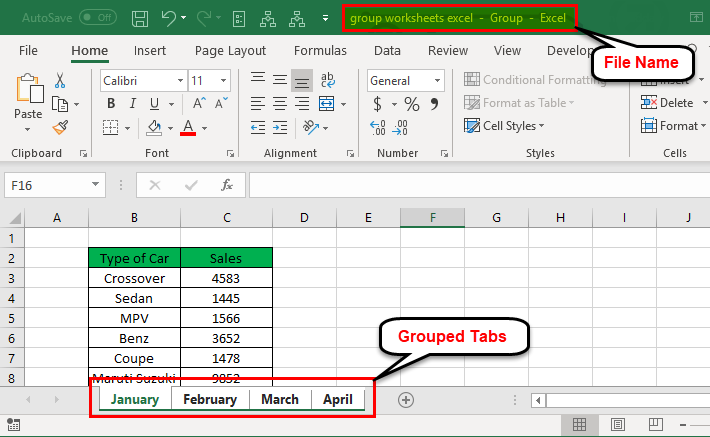 AutoSave Off group worksheets excel - Group - Excel
File Home Insert Page Layout Formulas Data Review View Develop
File Name
Calibri 11 ab Conditional Formatting Insert
Paste B I U A A $ % , Format as Table Delete
A .00 .0 Cell Styles Format
Clipboard Font Alignment Number Styles Cells
F16 fx
A B C D E F G H I J
1
2 Type of Car Sales
3 Crossover 4583
4 Sedan 1445
5 MPV 1566
6 Benz 3652
7 Coupe 1478
8 Maruti Suzuki 9852
Grouped Tabs
January February March April